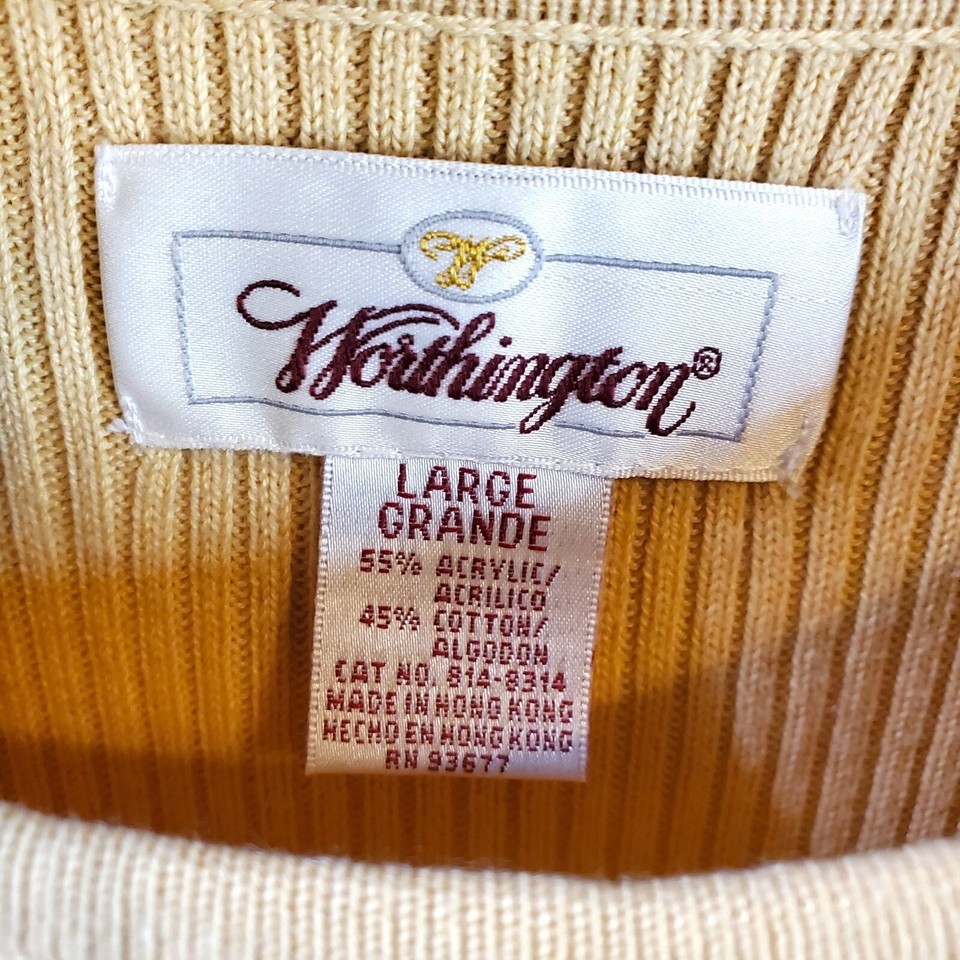 W
Worthington®
LARGE
GRANDE
55% ACRYLIC/
ACRILICO
45% COTTON/
ALGODON
CAT NO. 814-8314
MADE IN HONG KONG
HECHO EN HONG KONG
RN 93677